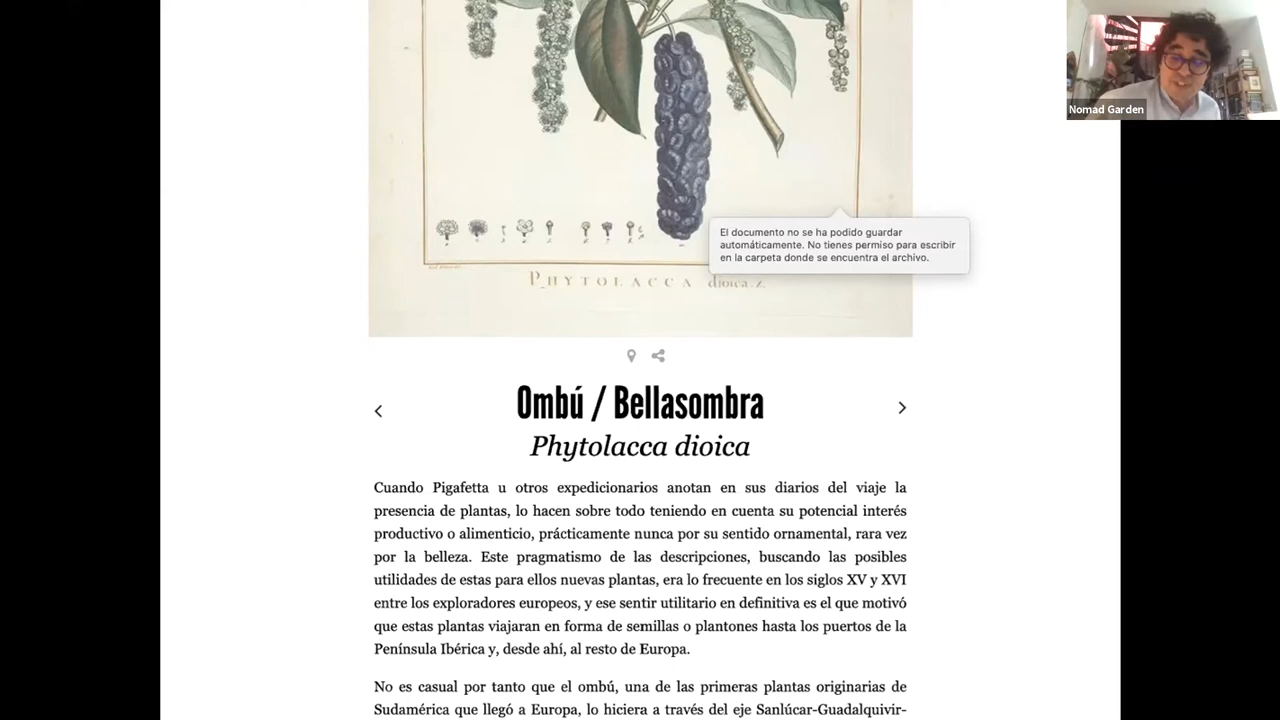 Nomad Garden
El documento no se ha podido guardar
automáticamente. No tienes permiso para escribir
en la carpeta donde se encuentra el archivo.
PHYTOLACCA dioica.
Ombú / Bellasombra
Phytolacca dioica
Cuando Pigafetta u otros expedicionarios anotan en sus diarios del viaje la
presencia de plantas, lo hacen sobre todo teniendo en cuenta su potencial interés
productivo o alimenticio, prácticamente nunca por su sentido ornamental, rara vez
por la belleza. Este pragmatismo de las descripciones, buscando las posibles
utilidades de estas para ellos nuevas plantas, era lo frecuente en los siglos XV y XVI
entre los exploradores europeos, y ese sentir utilitario en definitiva es el que motivó
que estas plantas viajaran en forma de semillas o plantones hasta los puertos de la
Península Ibérica y, desde ahí, al resto de Europa.
No es casual por tanto que el ombú, una de las primeras plantas originarias de
Sudamérica que llegó a Europa, lo hiciera a través del eje Sanlúcar-Guadalquivir-